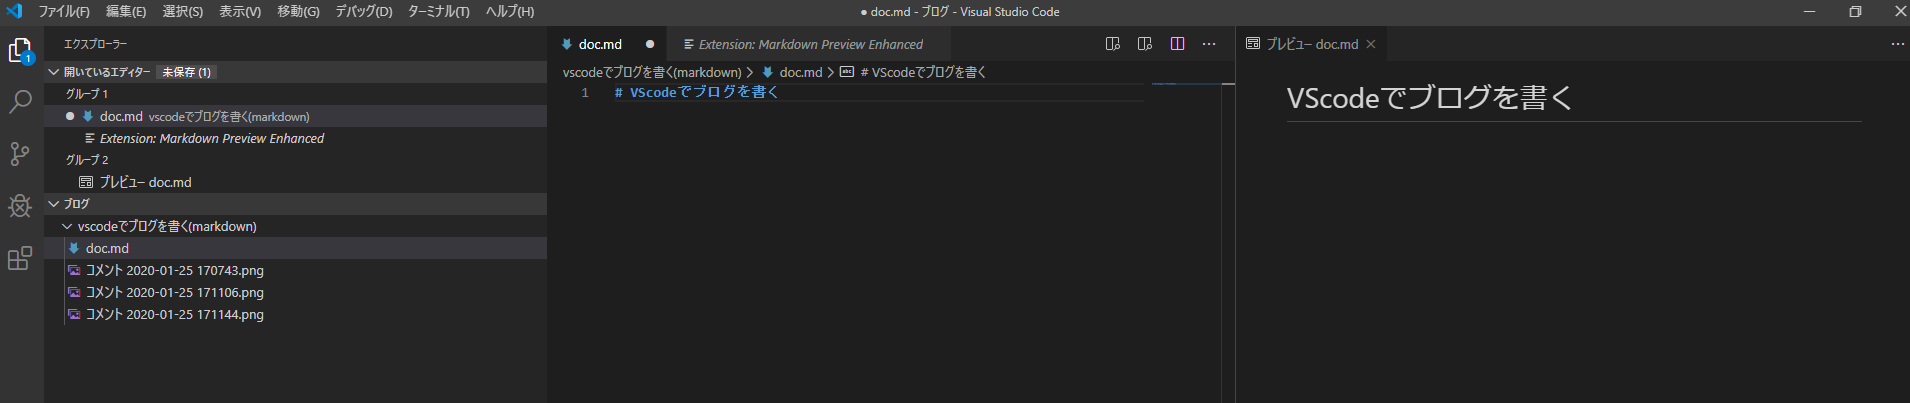 ファイル(F) 編集(E) 選択(S) 表示(V) 移動(G) デバッグ(D) ターミナル(T) ヘルプ(H) ● doc.md - ブログ - Visual Studio Code
エクスプローラー
開いているエディター 未保存 (1)
グループ 1
doc.md vscodeでブログを書く(markdown)
Extension: Markdown Preview Enhanced
グループ 2
プレビュー doc.md
ブログ
vscodeでブログを書く(markdown)
doc.md
コメント 2020-01-25 170743.png
コメント 2020-01-25 171106.png
コメント 2020-01-25 171144.png
1
doc.md Extension: Markdown Preview Enhanced
vscodeでブログを書く(markdown) > doc.md > abc # VScodeでブログを書く
1 # VScodeでブログを書く
プレビュー doc.md
VScodeでブログを書く